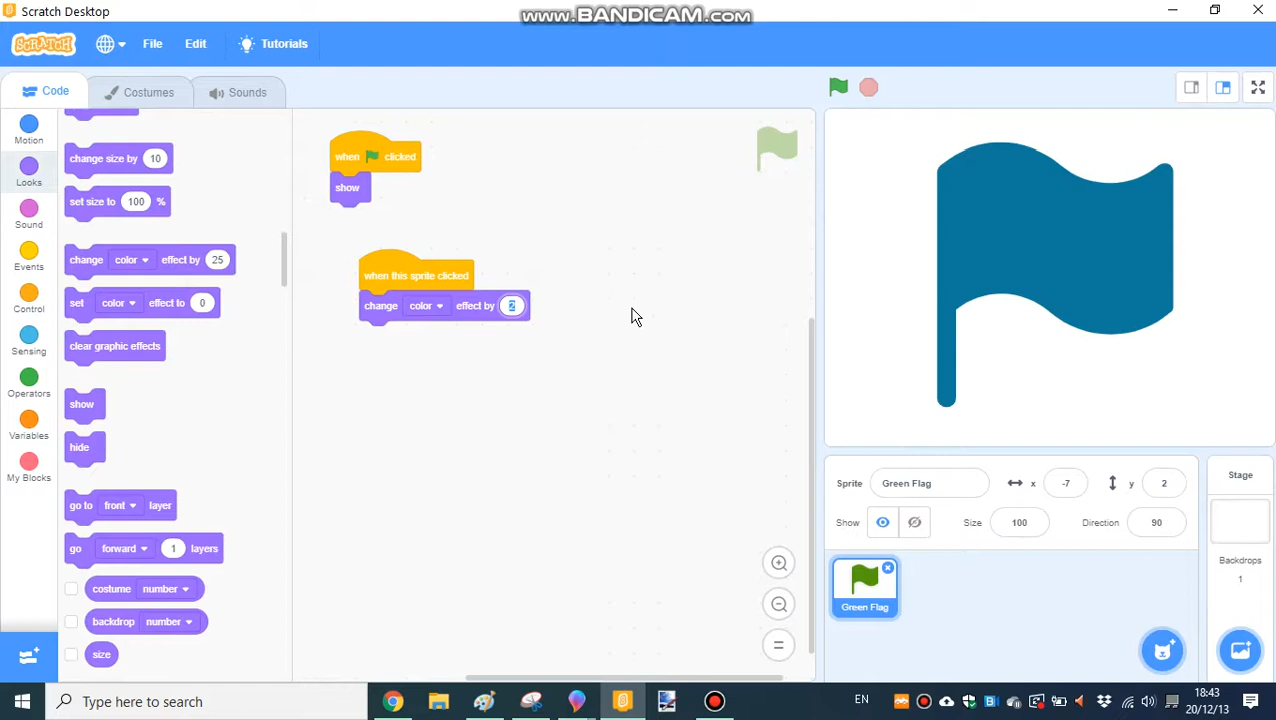 Scratch Desktop
www.BANDICAM.com
SCRATCH
File
Edit
Tutorials
Code
Costumes
Sounds
Motion
Looks
Sound
Events
Control
Sensing
Operators
Variables
My Blocks
change size by 10
set size to 100 %
change color effect by 25
set color effect to 0
clear graphic effects
show
hide
go to front layer
go forward 1 layers
costume number
backdrop number
size
when clicked
show
when this sprite clicked
change color effect by 2
Sprite Green Flag x -7 y 2
Show Size 100 Direction 90
Green Flag
Stage
Backdrops
1
Type here to search
EN
18:43
20/12/13